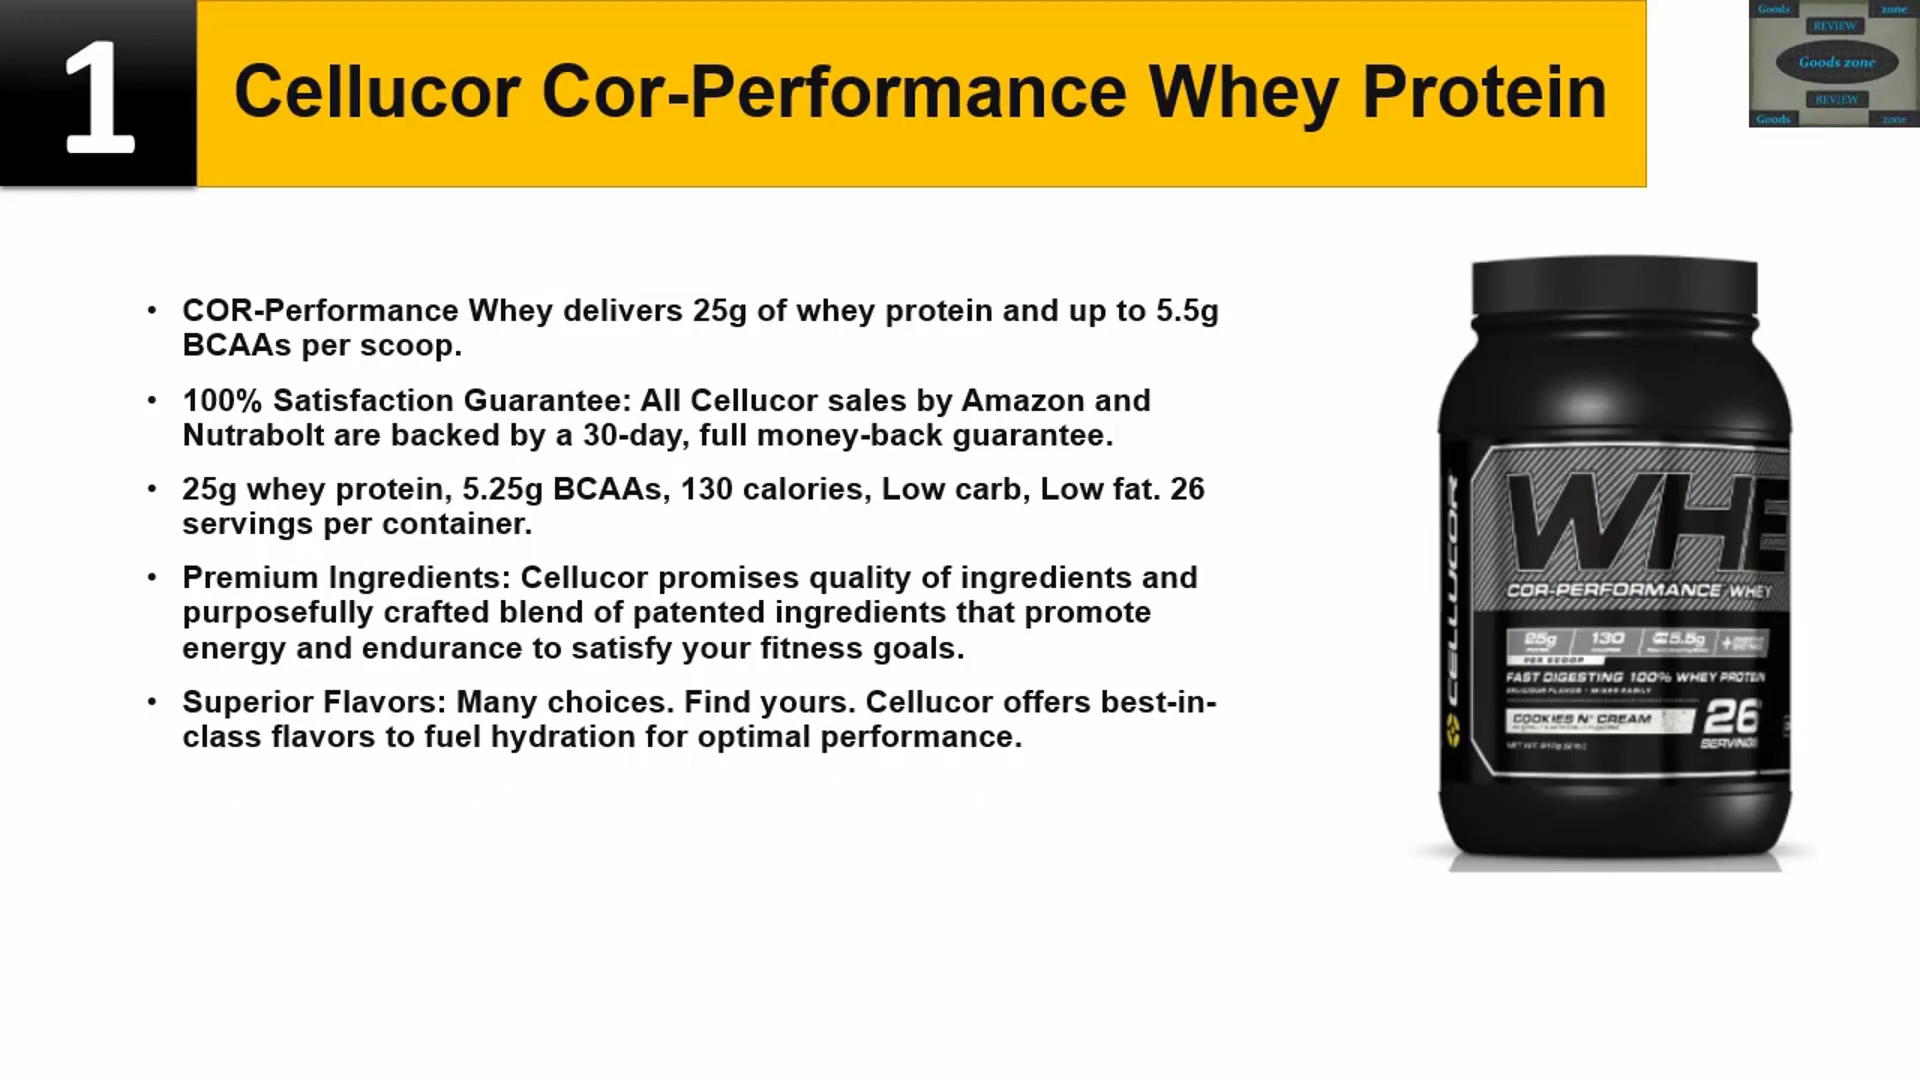 1
Cellucor Cor-Performance Whey Protein
Goods zone
REVIEW
Goods zone
REVIEW
Goods zone
• COR-Performance Whey delivers 25g of whey protein and up to 5.5g
BCAAs per scoop.
• 100% Satisfaction Guarantee: All Cellucor sales by Amazon and
Nutrabolt are backed by a 30-day, full money-back guarantee.
• 25g whey protein, 5.25g BCAAs, 130 calories, Low carb, Low fat. 26
servings per container.
• Premium Ingredients: Cellucor promises quality of ingredients and
purposefully crafted blend of patented ingredients that promote
energy and endurance to satisfy your fitness goals.
• Superior Flavors: Many choices. Find yours. Cellucor offers best-in-
class flavors to fuel hydration for optimal performance.
CELLUCOR
WHE
COR-PERFORMANCE WHEY
25g 130 5.5g
PER SCOOP
FAST DIGESTING 100% WHEY PROTEIN
DELICIOUS FLAVOR • MIXES EASILY
COOKIES N' CREAM
26
SERVINGS